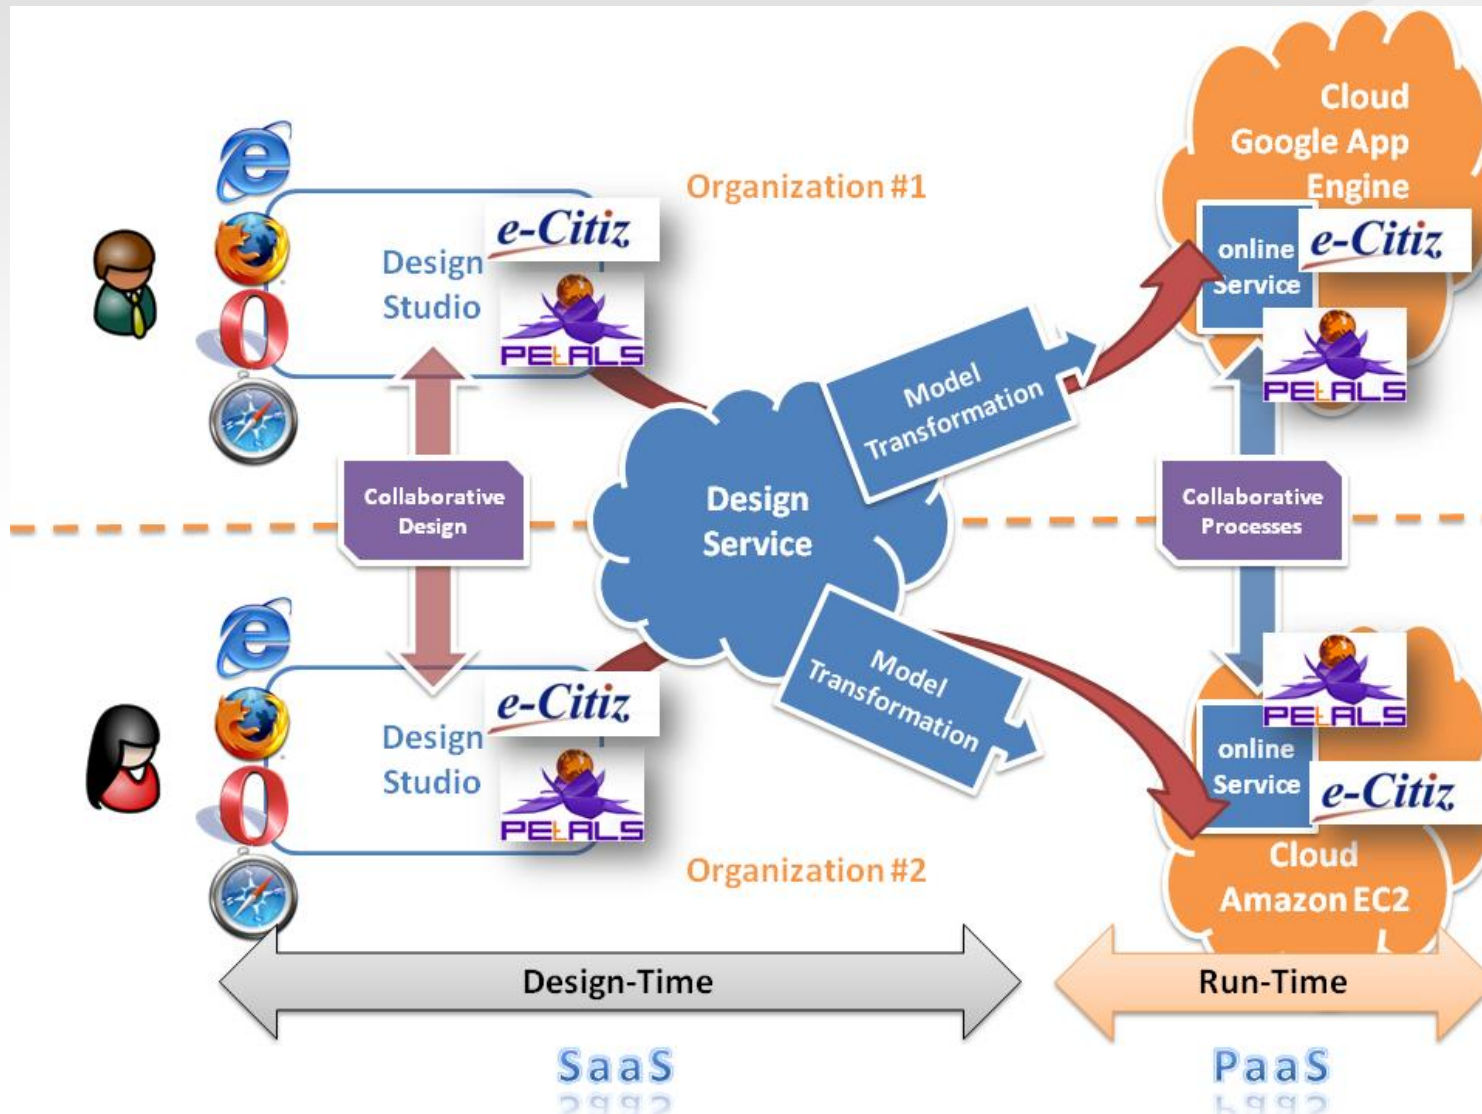 Cloud
Google App
Engine
Organization #1
e-Citiz
Design
Studio
PEtALS
online
Service
e-Citiz
PEtALS
Model
Transformation
Collaborative
Design
Design
Service
Collaborative
Processes
Model
Transformation
e-Citiz
Design
Studio
PEtALS
PEtALS
online
Service
e-Citiz
Cloud
Amazon EC2
Organization #2
Design-Time
Run-Time
SaaS
PaaS